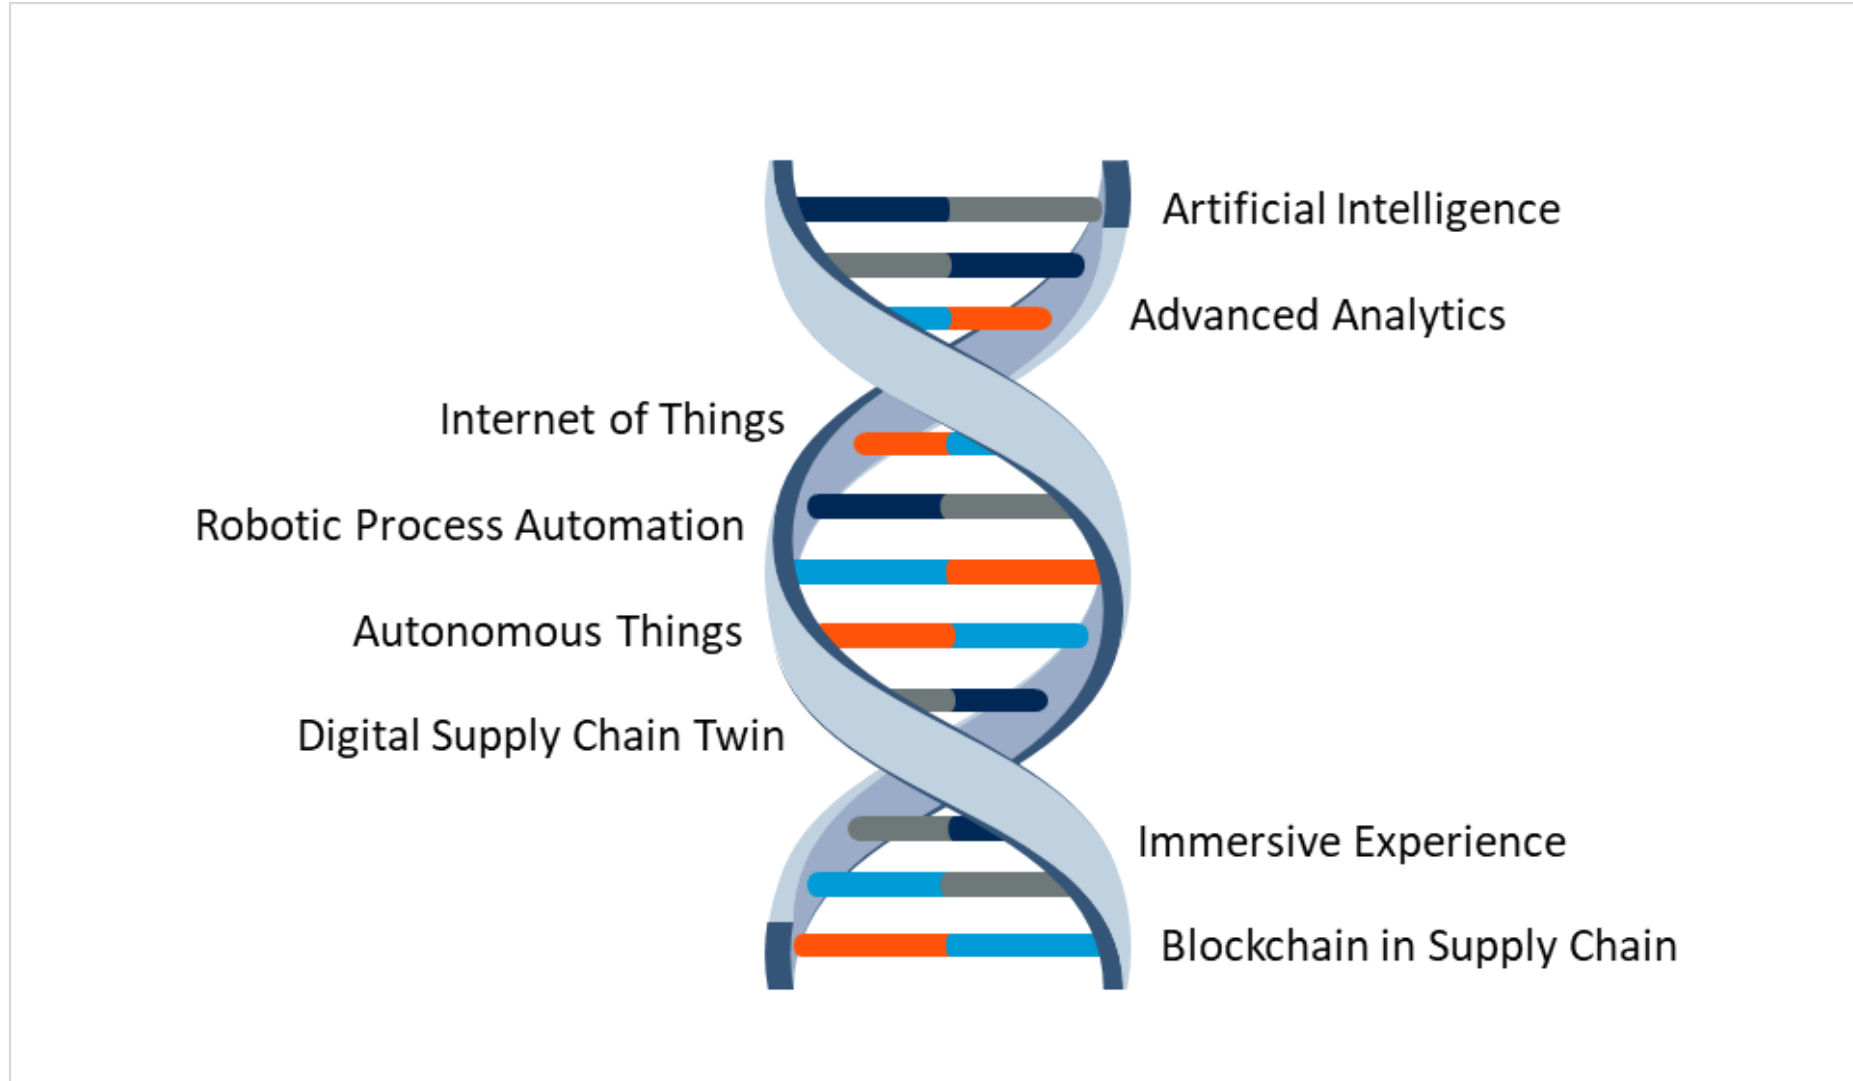 Artificial Intelligence
Advanced Analytics
Internet of Things
Robotic Process Automation
Autonomous Things
Digital Supply Chain Twin
Immersive Experience
Blockchain in Supply Chain